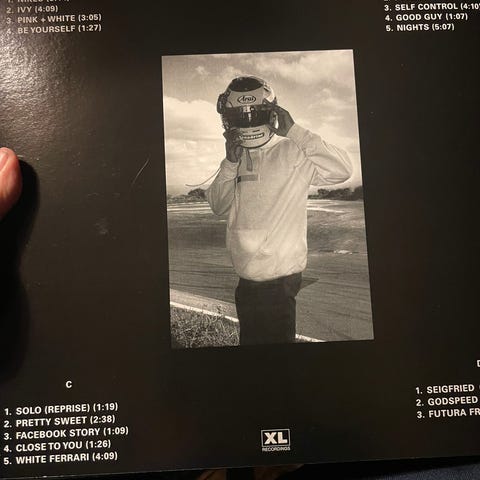 2. IVY (4:09)
3. PINK + WHITE (3:05)
4. BE YOURSELF (1:27)
3. SELF CONTROL (4:10
4. GOOD GUY (1:07)
5. NIGHTS (5:07)
Arai
C
1. SOLO (REPRISE) (1:19)
2. PRETTY SWEET (2:38)
3. FACEBOOK STORY (1:09)
4. CLOSE TO YOU (1:26)
5. WHITE FERRARI (4:09)
1. SEIGFRIED
2. GODSPEED
3. FUTURA FR
XL
RECORDINGS